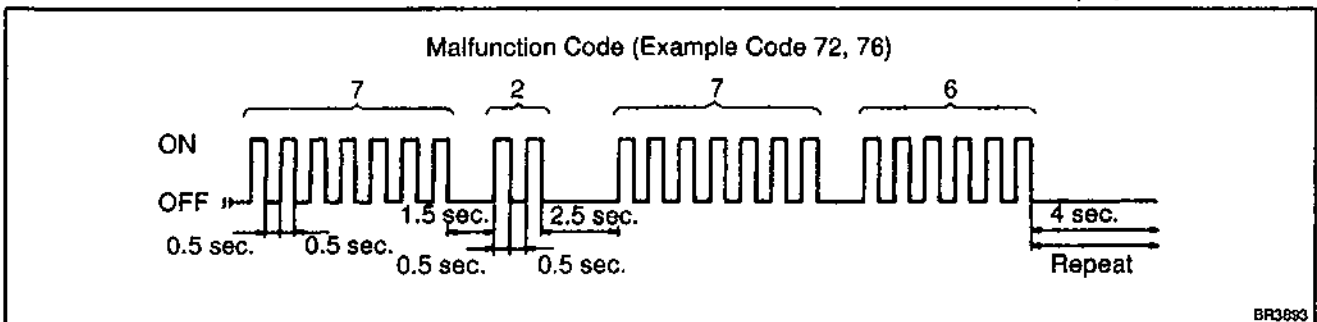 Malfunction Code (Example Code 72, 76)
7 2 7 6
ON
OFF
1.5 sec. 2.5 sec. 4 sec.
0.5 sec. 0.5 sec. 0.5 sec. 0.5 sec. Repeat
BR3893